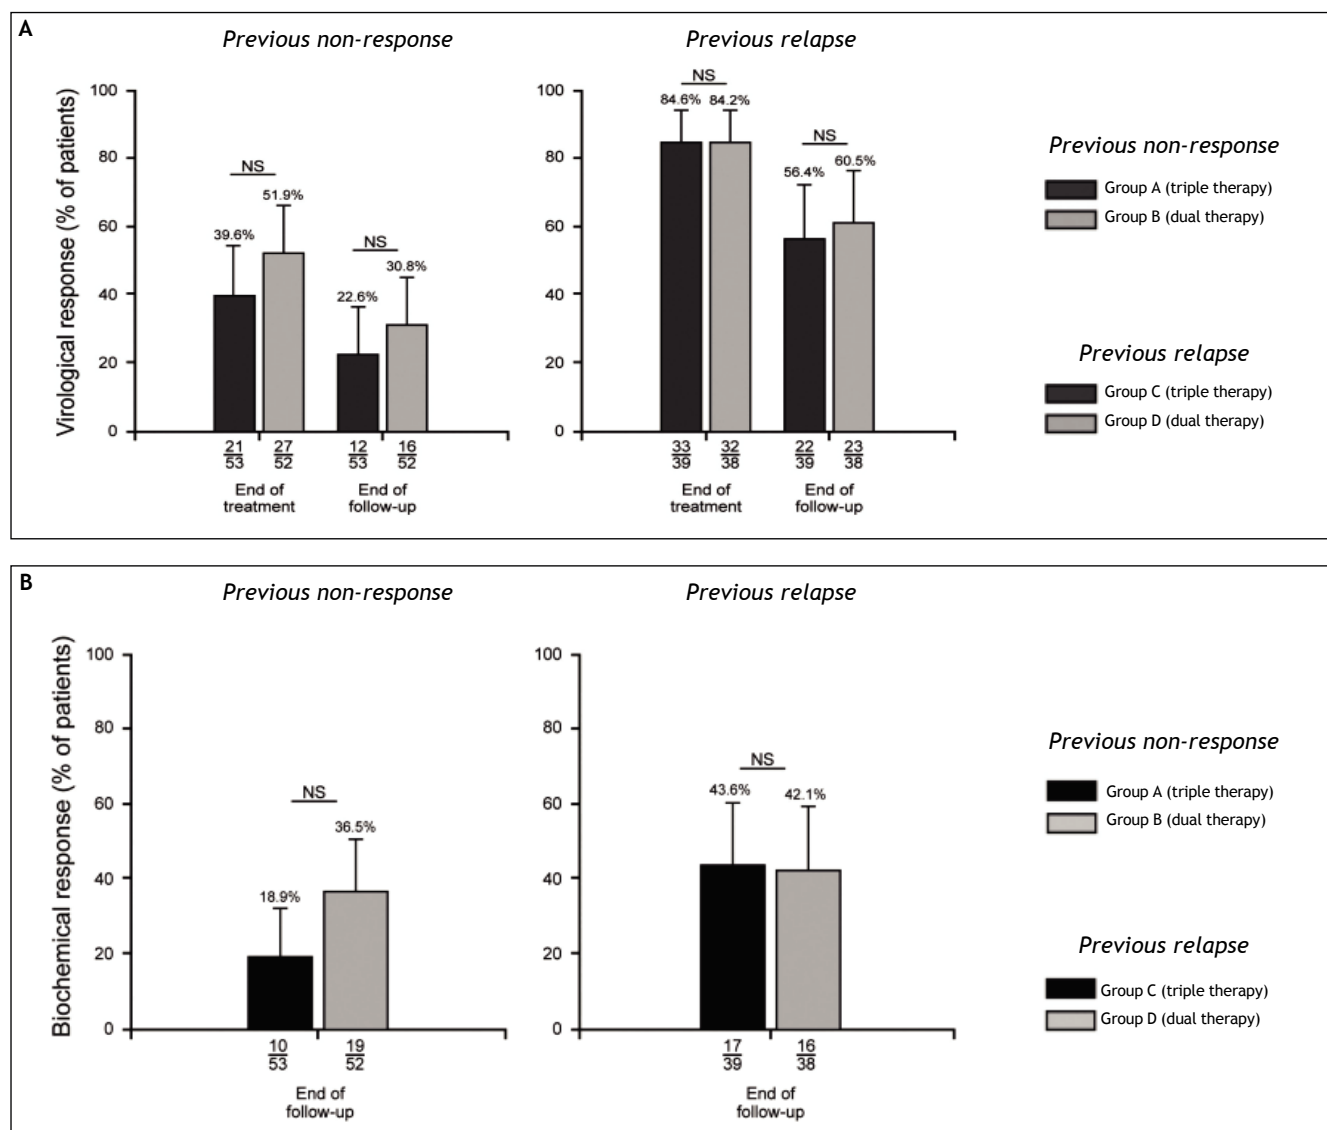 A
Previous non-response
Previous relapse
Virological response (% of patients)
100
80
60
40
20
0
NS
39.6%
51.9%
NS
22.6%
30.8%
21
53
27
52
12
53
16
52
End of
treatment
End of
follow-up
100
80
60
40
20
0
NS
84.6%
84.2%
NS
56.4%
60.5%
33
39
32
38
22
39
23
38
End of
treatment
End of
follow-up
Previous non-response
Group A (triple therapy)
Group B (dual therapy)
Previous relapse
Group C (triple therapy)
Group D (dual therapy)
B
Previous non-response
Previous relapse
Biochemical response (% of patients)
100
80
60
40
20
0
NS
18.9%
36.5%
10
53
19
52
End of
follow-up
100
80
60
40
20
0
NS
43.6%
42.1%
17
39
16
38
End of
follow-up
Previous non-response
Group A (triple therapy)
Group B (dual therapy)
Previous relapse
Group C (triple therapy)
Group D (dual therapy)